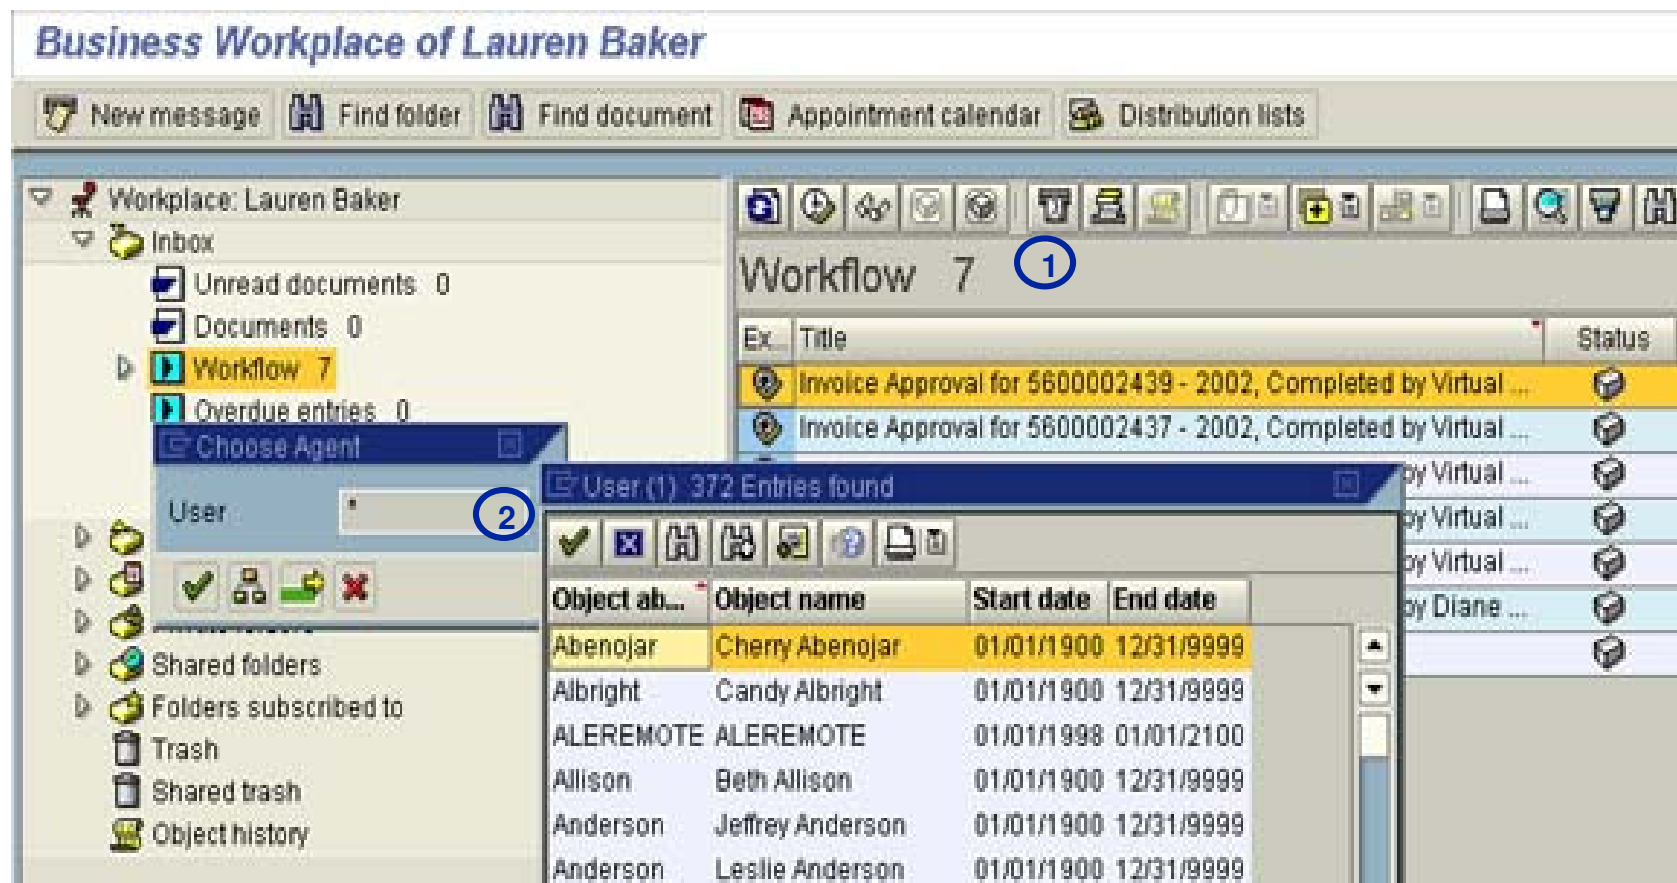 Business Workplace of Lauren Baker
New message Find folder Find document Appointment calendar Distribution lists
Workplace: Lauren Baker
Inbox
Unread documents 0
Documents 0
Workflow 7
Overdue entries 0
Shared folders
Folders subscribed to
Trash
Shared trash
Object history
Workflow 7
1
Ex... Title Status
Invoice Approval for 5600002439 - 2002, Completed by Virtual ...
Invoice Approval for 5600002437 - 2002, Completed by Virtual ...
by Virtual ...
by Virtual ...
by Virtual ...
by Diane ...
Choose Agent
User *
2
User (1) 372 Entries found
Object ab... Object name Start date End date
Abenojar Cherry Abenojar 01/01/1900 12/31/9999
Albright Candy Albright 01/01/1900 12/31/9999
ALEREMOTE ALEREMOTE 01/01/1998 01/01/2100
Allison Beth Allison 01/01/1900 12/31/9999
Anderson Jeffrey Anderson 01/01/1900 12/31/9999
Anderson Leslie Anderson 01/01/1900 12/31/9999